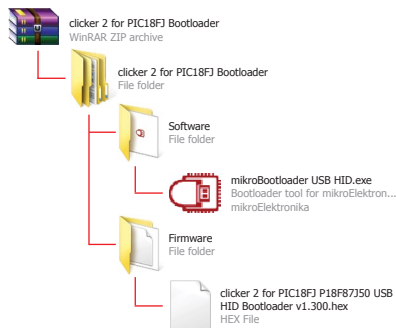 clicker 2 for PIC18FJ Bootloader
WinRAR ZIP archive
clicker 2 for PIC18FJ Bootloader
File folder
Software
File folder
mikroBootloader USB HID.exe
Bootloader tool for mikroElektron...
mikroElektronika
Firmware
File folder
clicker 2 for PIC18FJ P18F87J50 USB
HID Bootloader v1.300.hex
HEX File